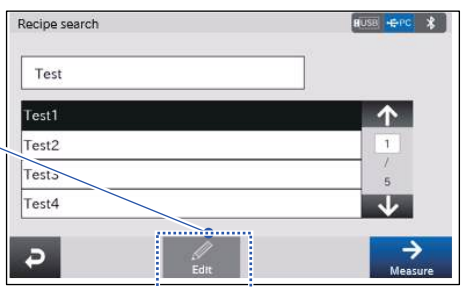 Recipe search
USB PC
Test
Test1
Test2
Test3
Test4
1
/
5
Edit
Measure